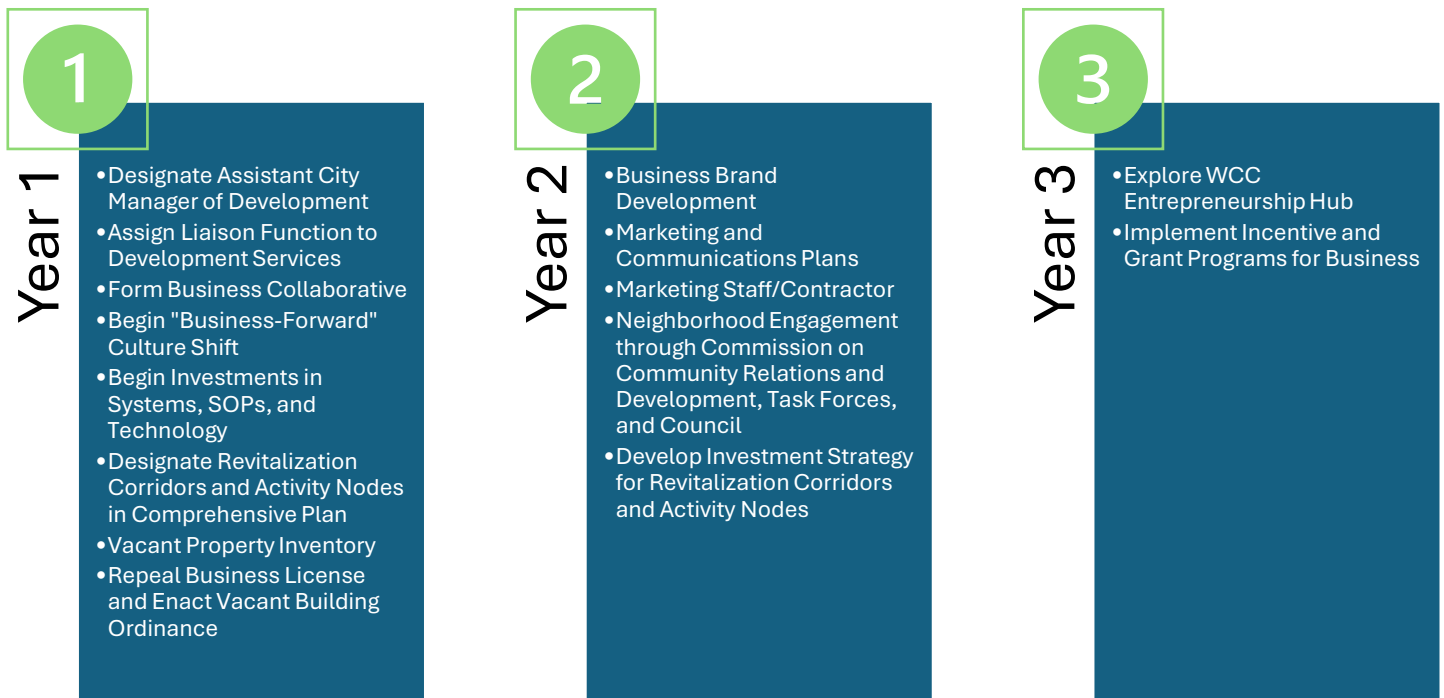 1
Year 1
•Designate Assistant City
Manager of Development
•Assign Liaison Function to
Development Services
•Form Business Collaborative
•Begin "Business-Forward"
Culture Shift
•Begin Investments in
Systems, SOPs, and
Technology
•Designate Revitalization
Corridors and Activity Nodes
in Comprehensive Plan
•Vacant Property Inventory
•Repeal Business License
and Enact Vacant Building
Ordinance
2
Year 2
•Business Brand
Development
•Marketing and
Communications Plans
•Marketing Staff/Contractor
•Neighborhood Engagement
through Commission on
Community Relations and
Development, Task Forces,
and Council
•Develop Investment Strategy
for Revitalization Corridors
and Activity Nodes
3
Year 3
•Explore WCC
Entrepreneurship Hub
•Implement Incentive and
Grant Programs for Business